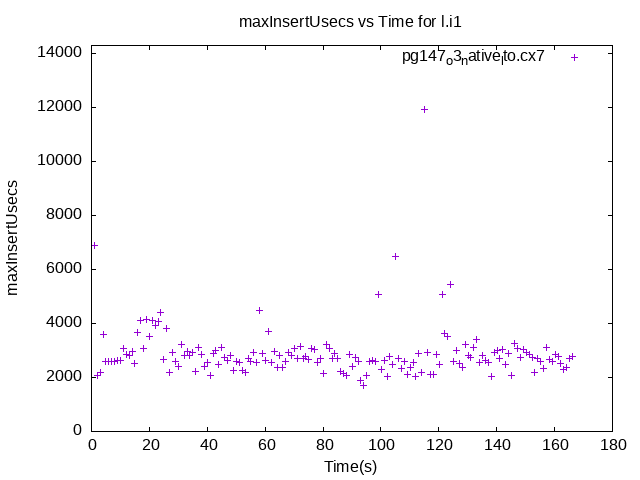 maxInsertUsecs vs Time for l.i1
pg147_o3_native_lto.cx7
14000
12000
10000
8000
6000
4000
2000
0
maxInsertUsecs
0 20 40 60 80 100 120 140 160 180
Time(s)